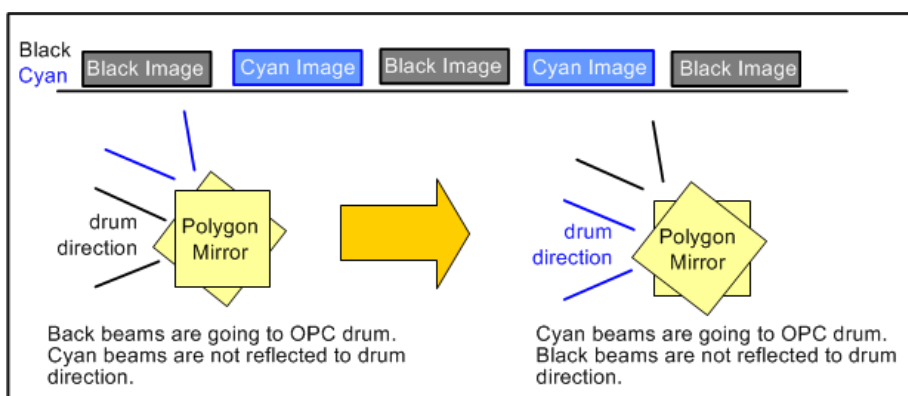 Black
Cyan
Black Image
Cyan Image
Black Image
Cyan Image
Black Image
drum
direction
Polygon
Mirror
drum
direction
Polygon
Mirror
Back beams are going to OPC drum.
Cyan beams are not reflected to drum
direction.
Cyan beams are going to OPC drum.
Black beams are not reflected to drum
direction.